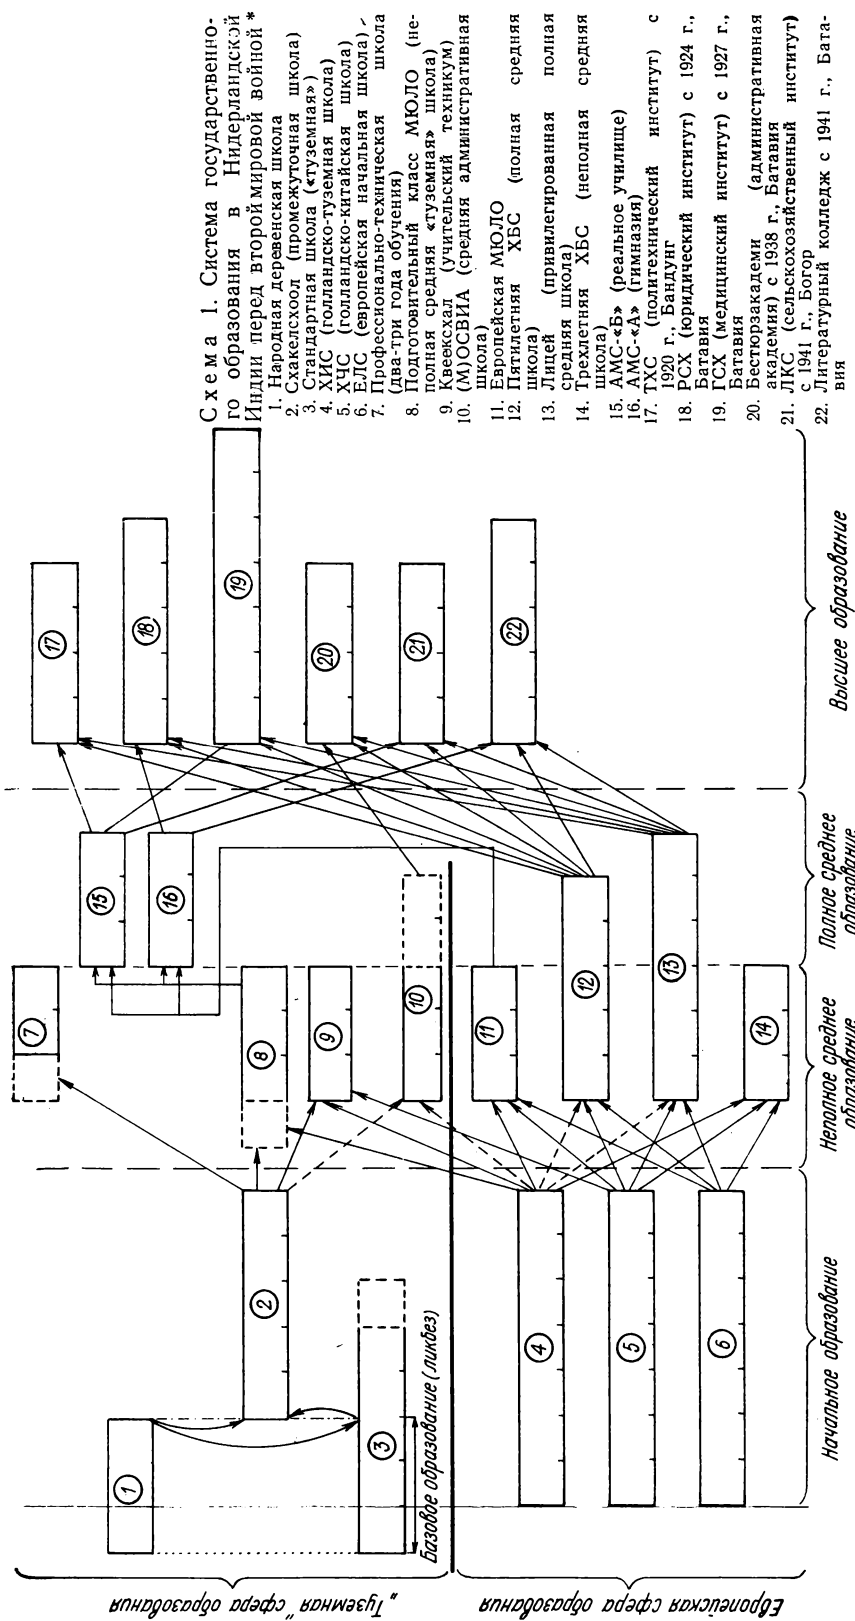 Схема 1. Система государственно-
го образования в Нидерландской
Индии перед второй мировой войной *
1. Народная деревенская школа
2. Схакелсхоол (промежуточная школа)
3. Стандартная школа («туземная»)
4. ХИС (голландско-туземная школа)
5. ХЧС (голландско-китайская школа)
6. ЕЛС (европейская начальная школа)
7. Профессионально-техническая школа
(два-три года обучения)
8. Подготовительный класс МЮЛО (не-
полная средняя «туземная» школа)
9. Квеексхал (учительский техникум)
10. (М)ОСВИА (средняя административная
школа)
11. Европейская МЮЛО
12. Пятилетняя ХБС (полная средняя
школа)
13. Лицей (привилегированная полная
средняя школа)
14. Трехлетняя ХБС (неполная средняя
школа)
15. АМС-«Б» (реальное училище)
16. АМС-«А» (гимназия)
17. ТХС (политехнический институт) с
1920 г., Бандунг
18. РСХ (юридический институт) с 1924 г.,
Батавия
19. ГСХ (медицинский институт) с 1927 г.,
Батавия
20. Бестюрзакадеми (административная
академия) с 1938 г., Батавия
21. ЛКС (сельскохозяйственный институт)
с 1941 г., Богор
22. Литературный колледж с 1941 г., Бата-
вия
17
18
19
20
21
22
Высшее образование
15
16
12
13
Полное среднее
образование
7
8
9
10
11
14
Неполное среднее
образование
1
2
3
4
5
6
Базовое образование (ликбез)
Начальное образование
„Туземная" сфера образования
Европейская сфера образования